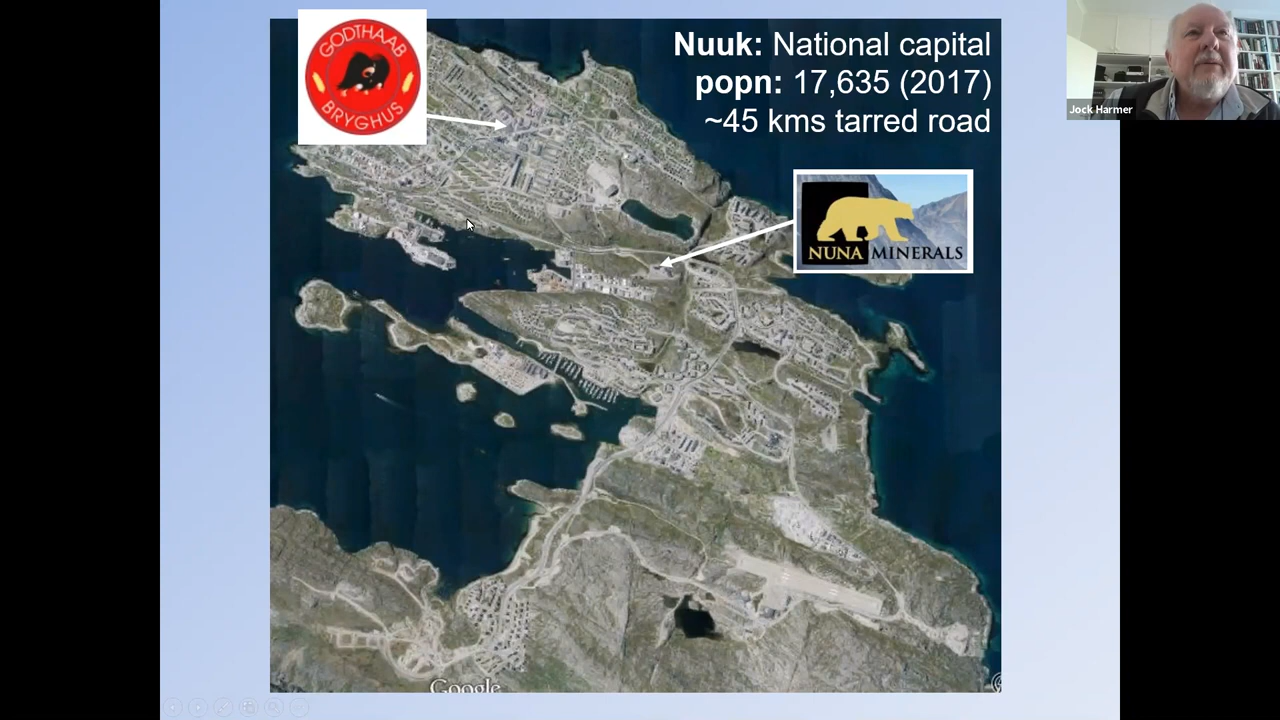 GODTHAAB
BRYGHUS
Nuuk: National capital
popn: 17,635 (2017)
~45 kms tarred road
NUNA MINERALS
Jock Harmer
Google